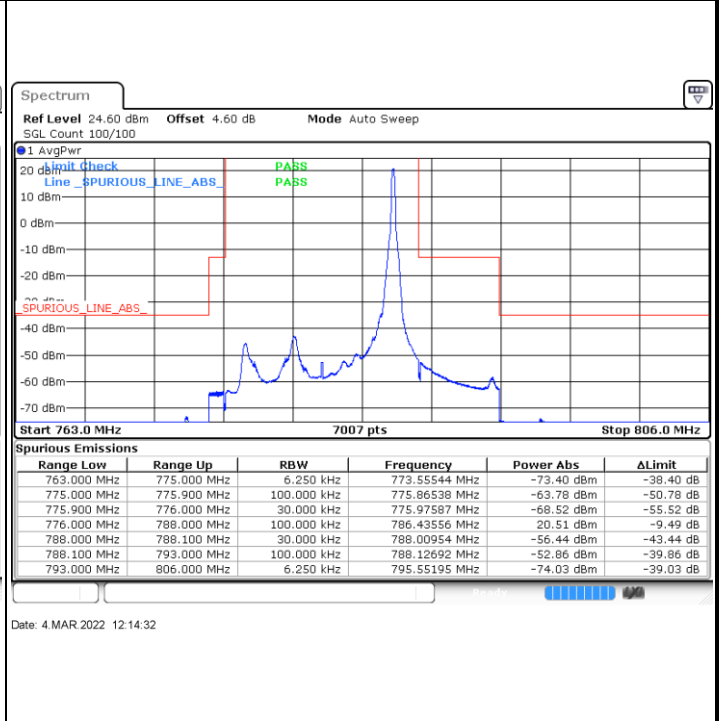 Spectrum
Ref Level 24.60 dBm Offset 4.60 dB Mode Auto Sweep
SGL Count 100/100
1 AvgPwr
Limit Check PASS
20 dBm
Line _SPURIOUS_LINE_ABS_ PASS
10 dBm
0 dBm
-10 dBm
-20 dBm
_SPURIOUS_LINE_ABS_
-40 dBm
-50 dBm
-60 dBm
-70 dBm
Start 763.0 MHz 7007 pts Stop 806.0 MHz
Spurious Emissions
Range Low Range Up RBW Frequency Power Abs ΔLimit
763.000 MHz 775.000 MHz 6.250 kHz 773.55544 MHz -73.40 dBm -38.40 dB
775.000 MHz 775.900 MHz 100.000 kHz 775.86538 MHz -63.78 dBm -50.78 dB
775.900 MHz 776.000 MHz 30.000 kHz 775.97587 MHz -68.52 dBm -55.52 dB
776.000 MHz 788.000 MHz 100.000 kHz 786.43556 MHz 20.51 dBm -9.49 dB
788.000 MHz 788.100 MHz 30.000 kHz 788.00954 MHz -56.44 dBm -43.44 dB
788.100 MHz 793.000 MHz 100.000 kHz 788.12692 MHz -52.86 dBm -39.86 dB
793.000 MHz 806.000 MHz 6.250 kHz 795.55195 MHz -74.03 dBm -39.03 dB
Ready
Date: 4.MAR.2022 12:14:32